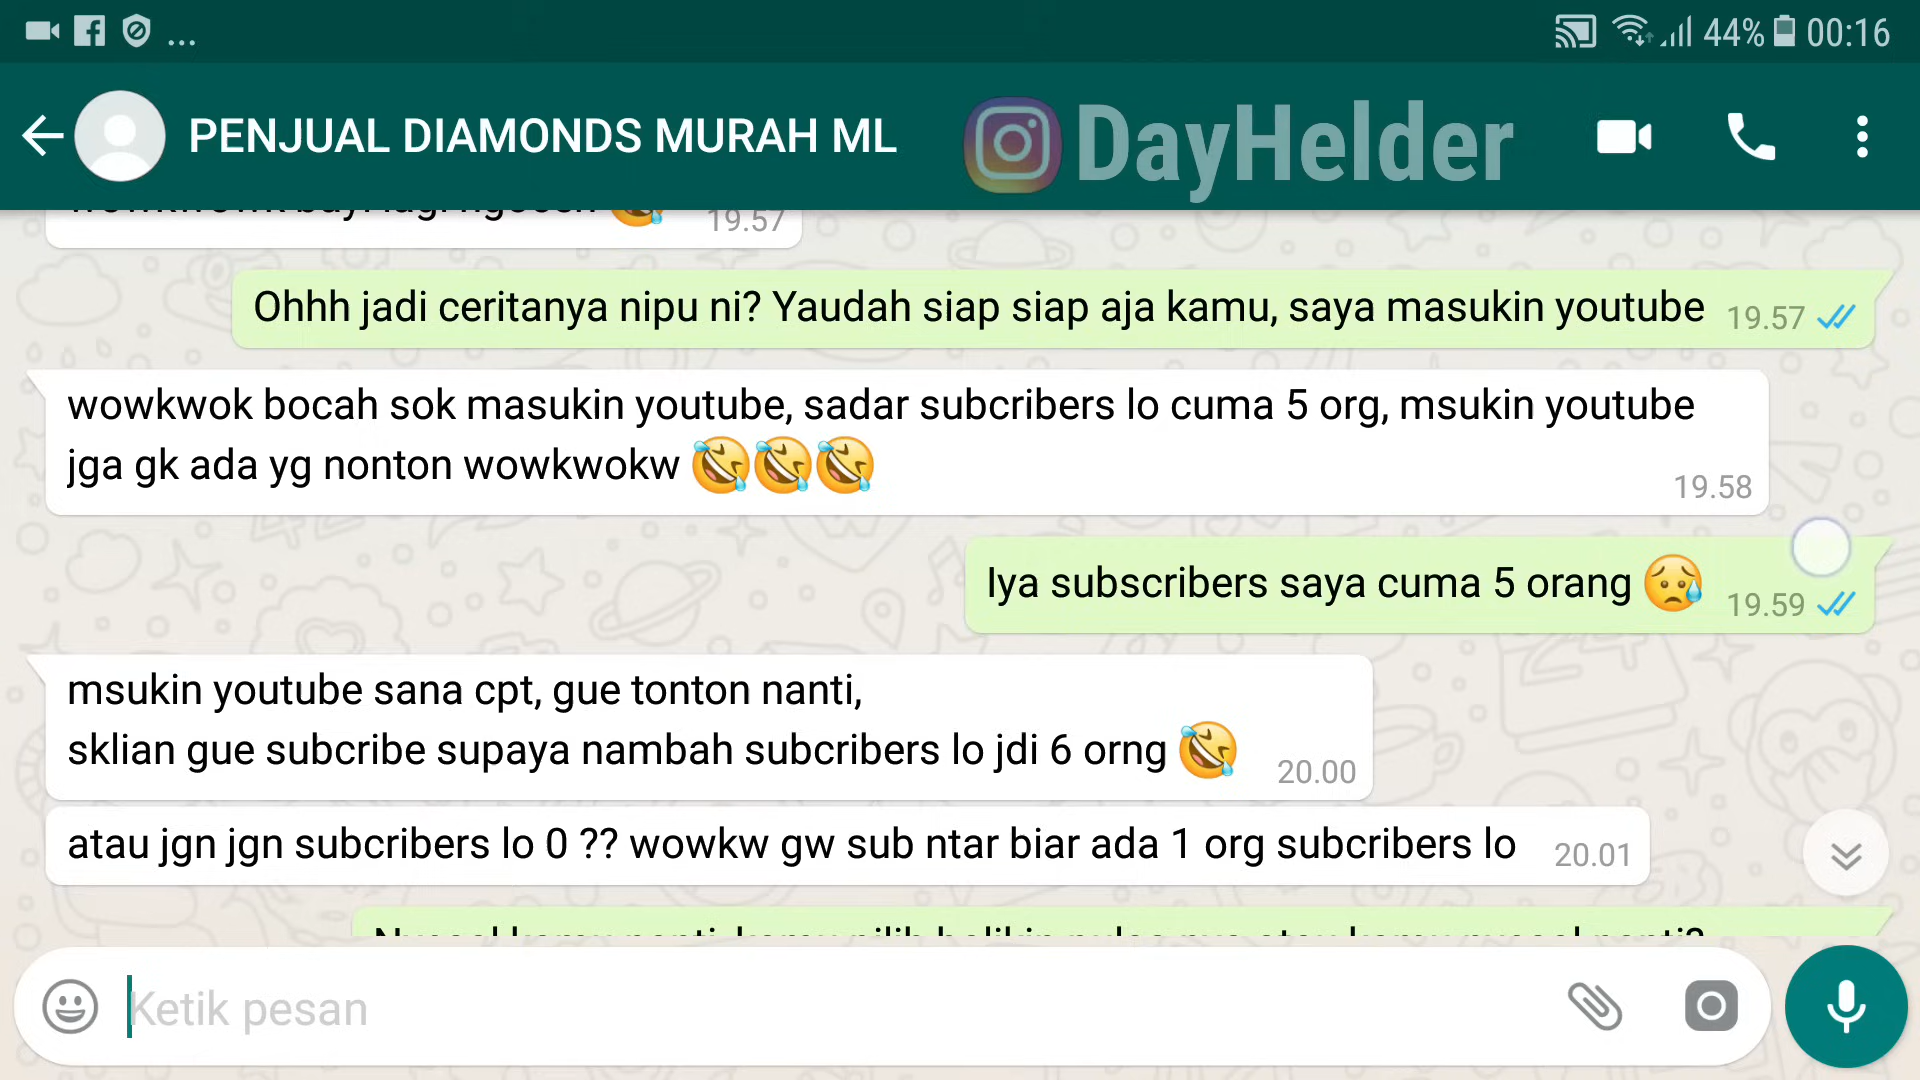 ... 44% 00:16
PENJUAL DIAMONDS MURAH ML
DayHelder
19.57
Ohhh jadi ceritanya nipu ni? Yaudah siap siap aja kamu, saya masukin youtube 19.57
wowkwok bocah sok masukin youtube, sadar subcribers lo cuma 5 org, msukin youtube
jga gk ada yg nonton wowkwokw 🤣🤣🤣
19.58
Iya subscribers saya cuma 5 orang 😥 19.59
msukin youtube sana cpt, gue tonton nanti,
sklian gue subcribe supaya nambah subcribers lo jdi 6 orng 🤣 20.00
atau jgn jgn subcribers lo 0 ?? wowkw gw sub ntar biar ada 1 org subcribers lo 20.01
Ketik pesan